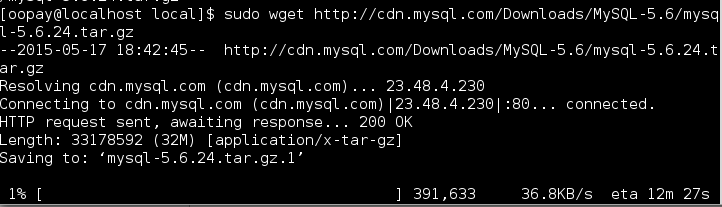 [oopay@localhost local]$ sudo wget http://cdn.mysql.com/Downloads/MySQL-5.6/mysq
l-5.6.24.tar.gz
--2015-05-17 18:42:45--  http://cdn.mysql.com/Downloads/MySQL-5.6/mysql-5.6.24.t
ar.gz
Resolving cdn.mysql.com (cdn.mysql.com)... 23.48.4.230
Connecting to cdn.mysql.com (cdn.mysql.com)|23.48.4.230|:80... connected.
HTTP request sent, awaiting response... 200 OK
Length: 33178592 (32M) [application/x-tar-gz]
Saving to: ‘mysql-5.6.24.tar.gz.1’
1% [                                     ] 391,633     36.8KB/s  eta 12m 27s